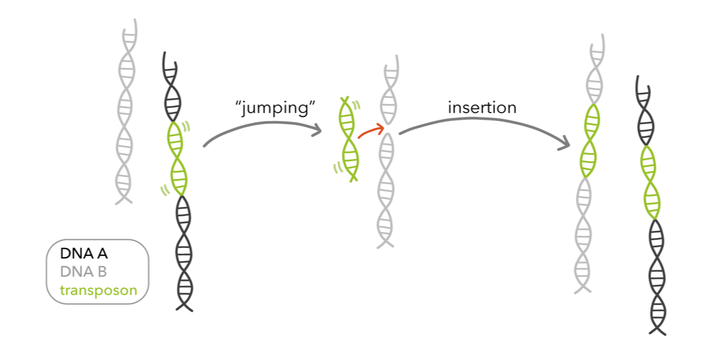 “jumping”
insertion
DNA A
DNA B
transposon